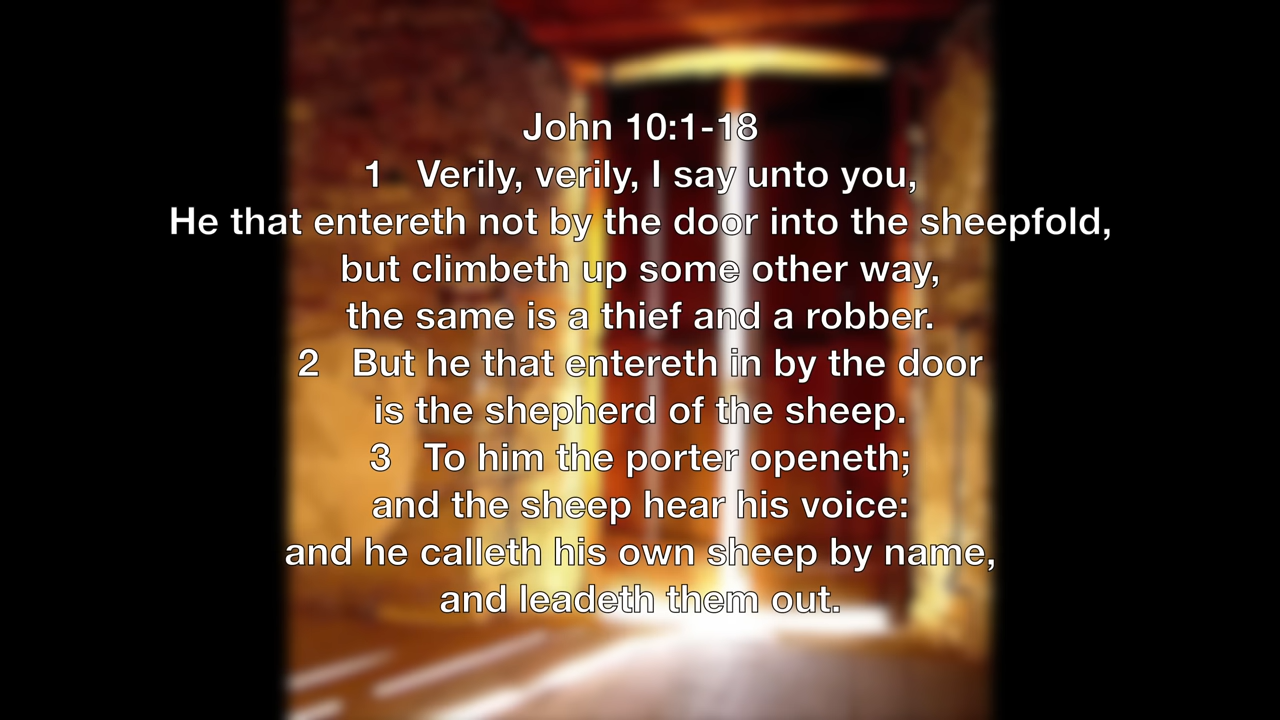 John 10:1-18
1 Verily, verily, I say unto you,
He that entereth not by the door into the sheepfold,
but climbeth up some other way,
the same is a thief and a robber.
2 But he that entereth in by the door
is the shepherd of the sheep.
3 To him the porter openeth;
and the sheep hear his voice:
and he calleth his own sheep by name,
and leadeth them out.